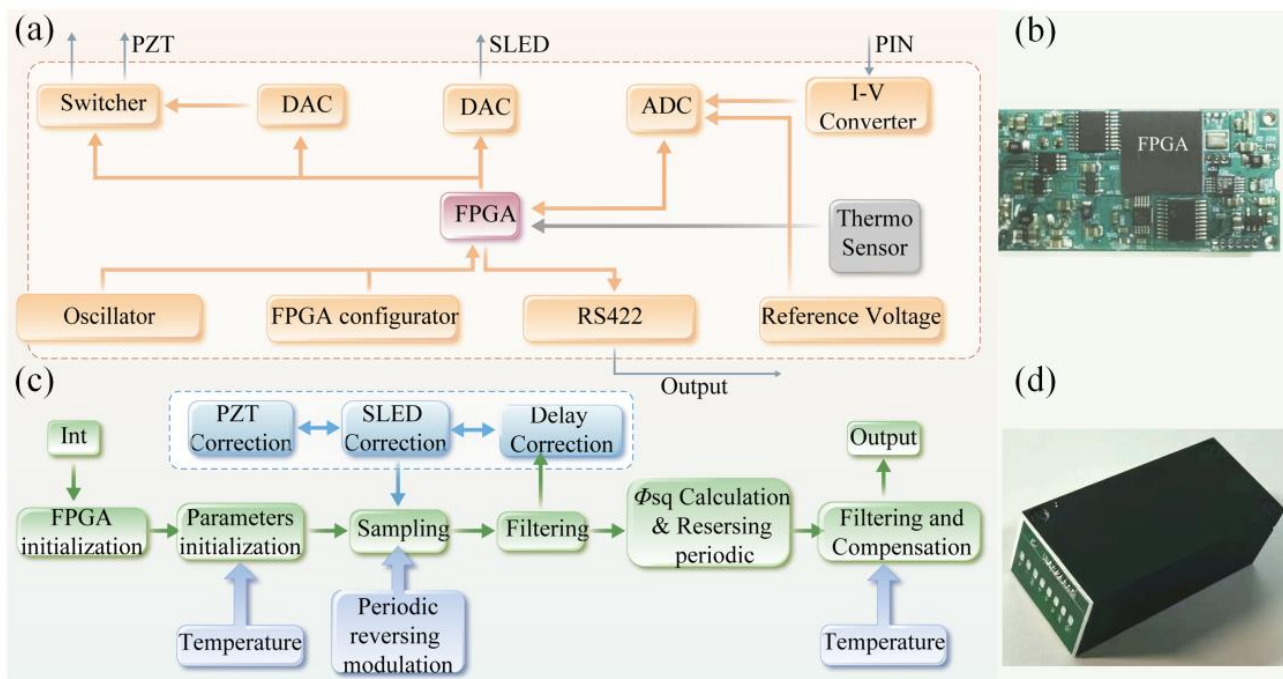 (a)
PZT
SLED
PIN
Switcher
DAC
DAC
ADC
I-V
Converter
FPGA
Thermo
Sensor
Oscillator
FPGA configurator
RS422
Reference Voltage
Output
(b)
FPGA
(c)
PZT
Correction
SLED
Correction
Delay
Correction
Int
Output
FPGA
initialization
Parameters
initialization
Sampling
Filtering
Φsq Calculation
& Resersing
periodic
Filtering and
Compensation
Temperature
Periodic
reversing
modulation
Temperature
(d)